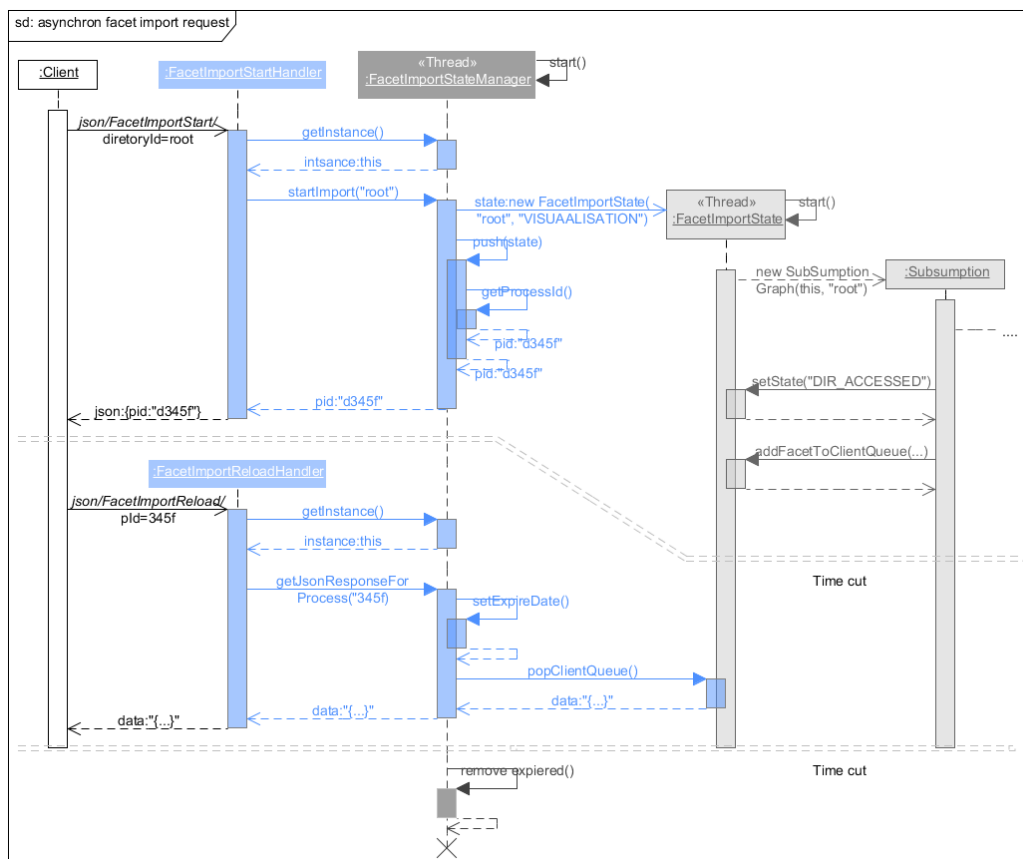 sd: asynchron facet import request
:Client
:FacetImportStartHandler
«Thread»
:FacetImportStateManager
start()
json/FacetImportStart/
diretoryId=root
getInstance()
intsance:this
startImport("root")
state:new FacetImportState(
"root", "VISUAALISATION")
«Thread»
:FacetImportState
start()
push(state)
getProcessId()
pid:"d345f"
pid:"d345f"
new SubSumption
Graph(this, "root")
:Subsumption
....
setState("DIR_ACCESSED")
pid:"d345f"
json:{pid:"d345f"}
addFacetToClientQueue(...)
:FacetImportReloadHandler
json/FacetImportReload/
pId=345f
getInstance()
instance:this
Time cut
getJsonResponseFor
Process("345f)
setExpireDate()
popClientQueue()
data:"{...}"
data:"{...}"
data:"{...}"
Time cut
remove expiered()